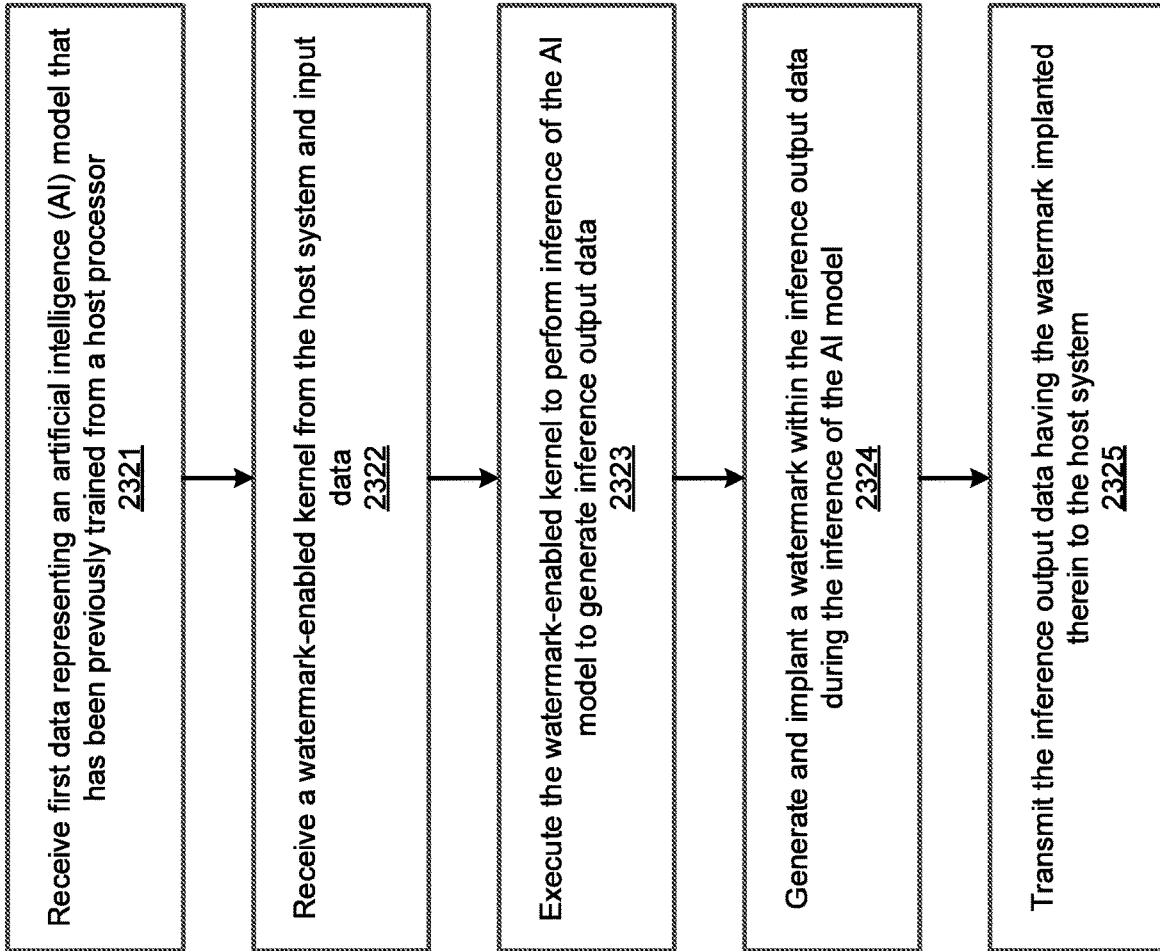 Receive first data representing an artificial intelligence (AI) model that
has been previously trained from a host processor
2321
Receive a watermark-enabled kernel from the host system and input
data
2322
Execute the watermark-enabled kernel to perform inference of the AI
model to generate inference output data
2323
Generate and implant a watermark within the inference output data
during the inference of the AI model
2324
Transmit the inference output data having the watermark implanted
therein to the host system
2325